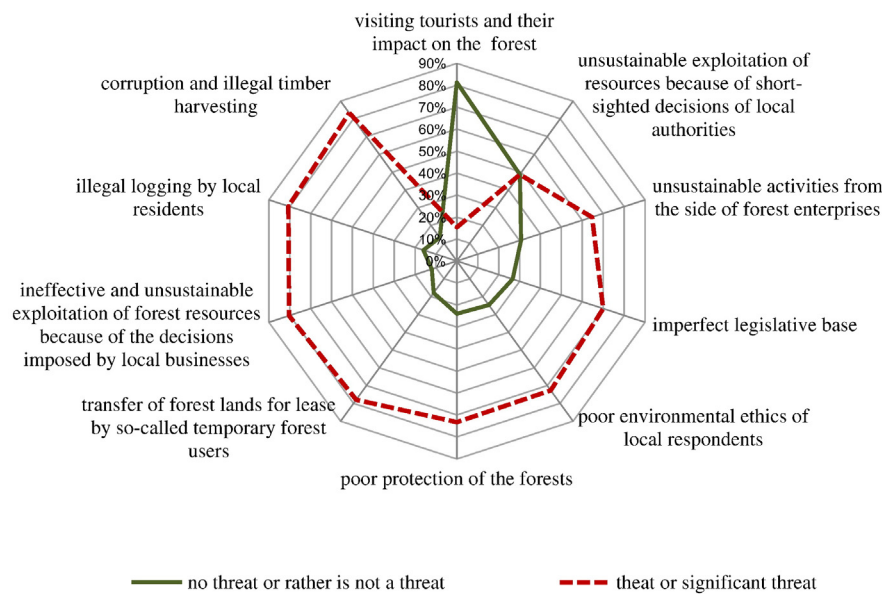 visiting tourists and their
impact on the forest
unsustainable exploitation of
resources because of short-
sighted decisions of local
authorities
unsustainable activities from
the side of forest enterprises
imperfect legislative base
poor environmental ethics of
local respondents
poor protection of the forests
transfer of forest lands for lease
by so-called temporary forest
users
ineffective and unsustainable
exploitation of forest resources
because of the decisions
imposed by local businesses
illegal logging by local
residents
corruption and illegal timber
harvesting
90%
80%
70%
60%
50%
40%
30%
20%
10%
0%
no threat or rather is not a threat
theat or significant threat